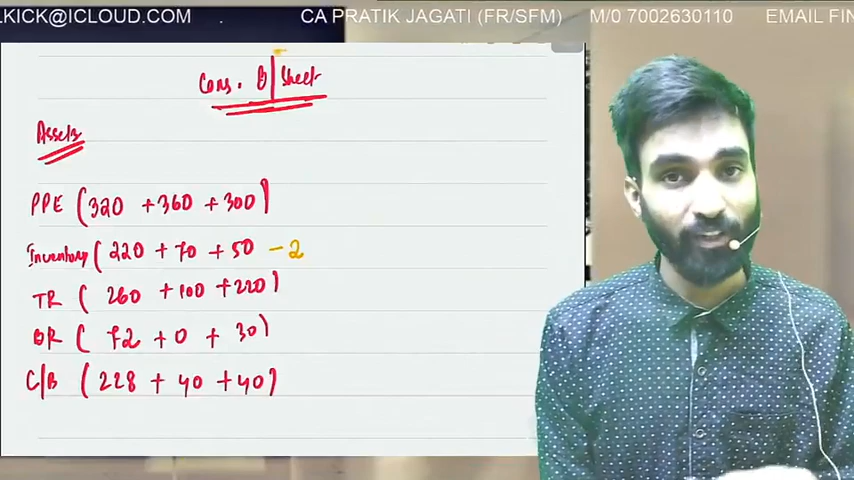 LKICK@ICLOUD.COM CA PRATIK JAGATI (FR/SFM) M/0 7002630110 EMAIL FIN
Cons. B|Sheet
Assets
PPE (320 +360 +300)
Inventory (220 + 70 + 50 - 2
TR ( 260 +100 +220)
OR ( 72 + 0 + 30)
C/B (228 + 40 +40)